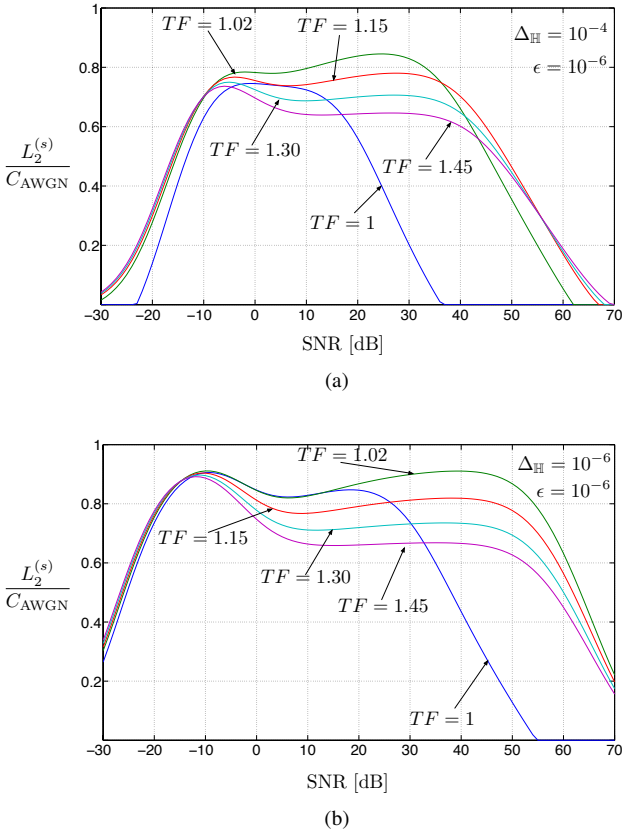 TF = 1.02
TF = 1.15
Δ_ℍ = 10^{-4}
ϵ = 10^{-6}
TF = 1.30
TF = 1.45
TF = 1
L_2^{(s)} / C_AWGN
1
0.8
0.6
0.4
0.2
−30 −20 −10 0 10 20 30 40 50 60 70
SNR [dB]
(a)
TF = 1.02
Δ_ℍ = 10^{-6}
ϵ = 10^{-6}
TF = 1.15
TF = 1.30
TF = 1.45
TF = 1
L_2^{(s)} / C_AWGN
1
0.8
0.6
0.4
0.2
−30 −20 −10 0 10 20 30 40 50 60 70
SNR [dB]
(b)